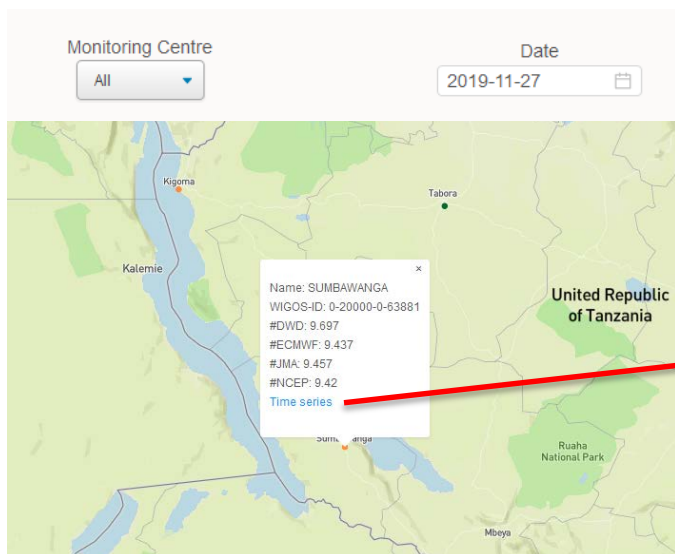 Monitoring Centre
All
Date
2019-11-27
Kigoma
Tabora
Kalemie
×
Name: SUMBAWANGA
WIGOS-ID: 0-20000-0-63881
#DWD: 9.697
#ECMWF: 9.437
#JMA: 9.457
#NCEP: 9.42
Time series
United Republic
of Tanzania
Ruaha
National Park
Mbeya